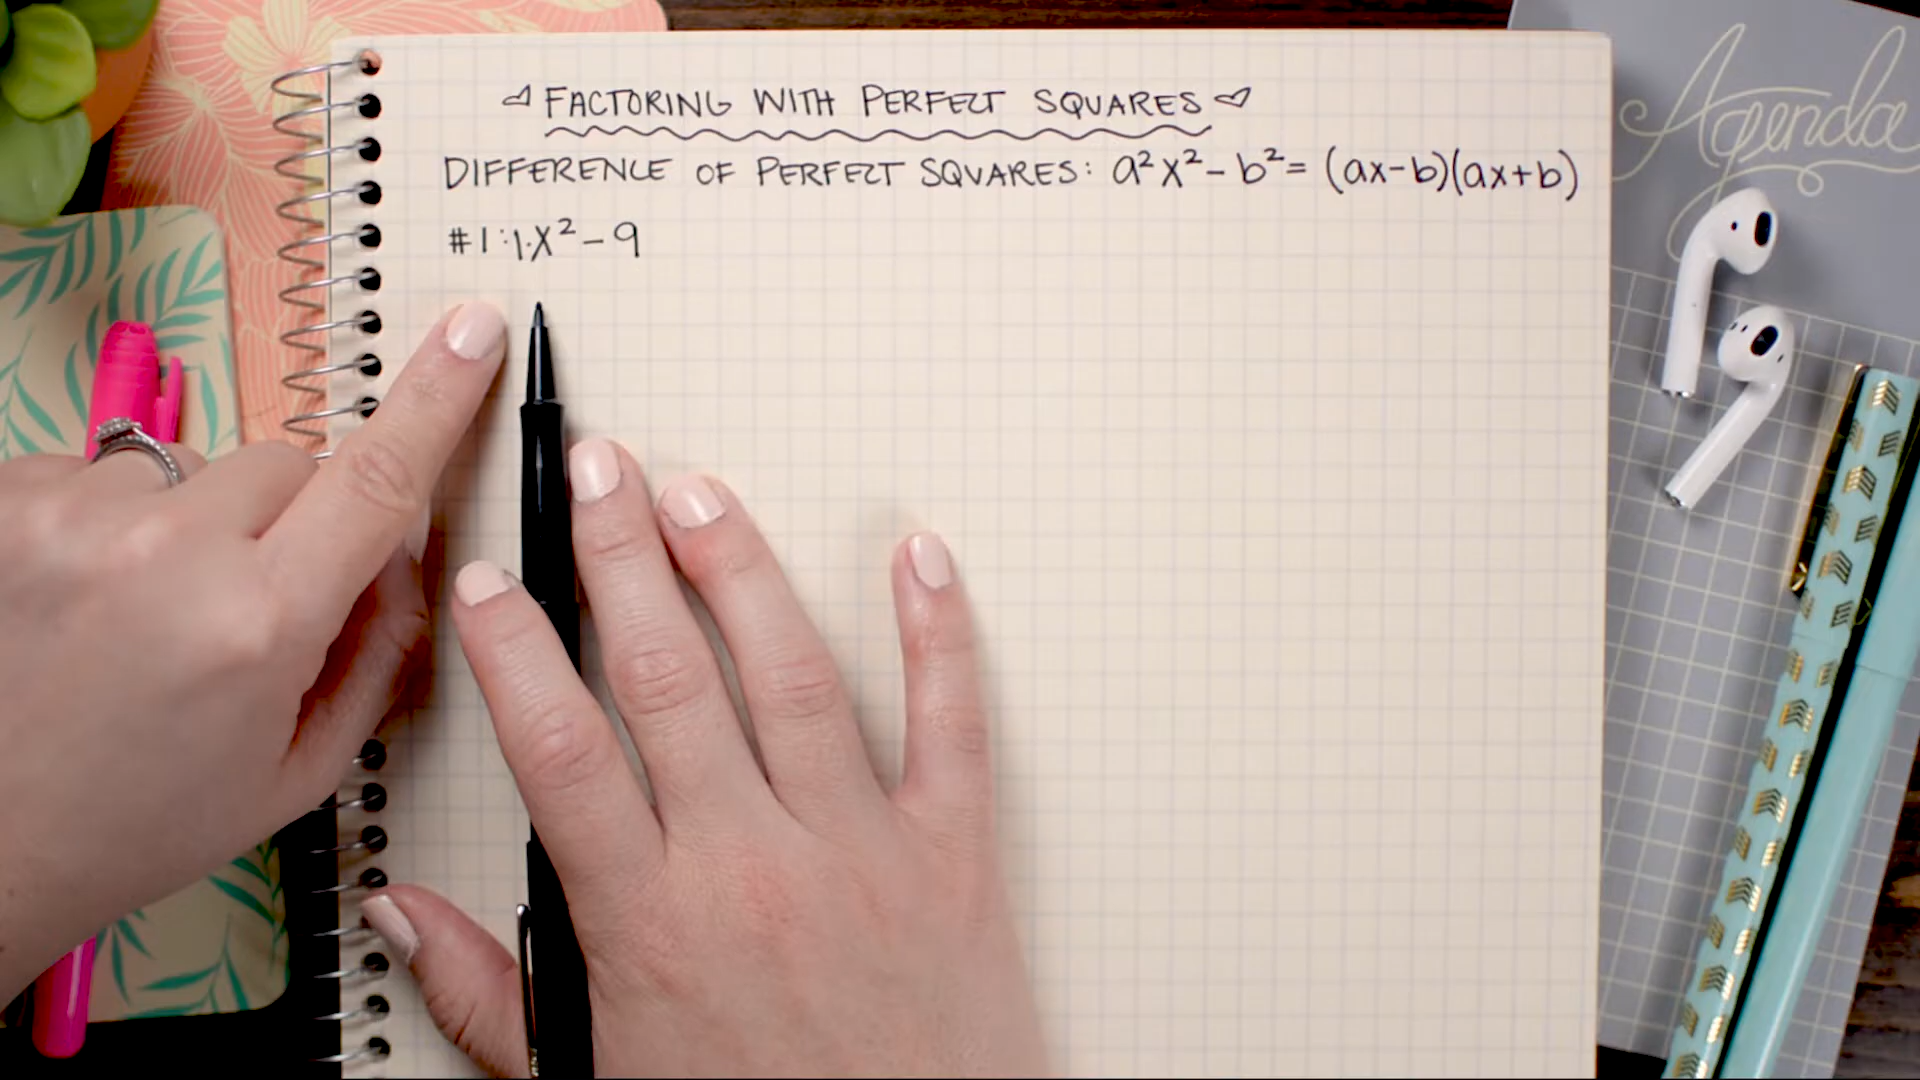 FACTORING WITH PERFECT SQUARES
DIFFERENCE OF PERFECT SQUARES: a²x² - b² = (ax-b)(ax+b)
#1: 1·x² - 9
Agenda